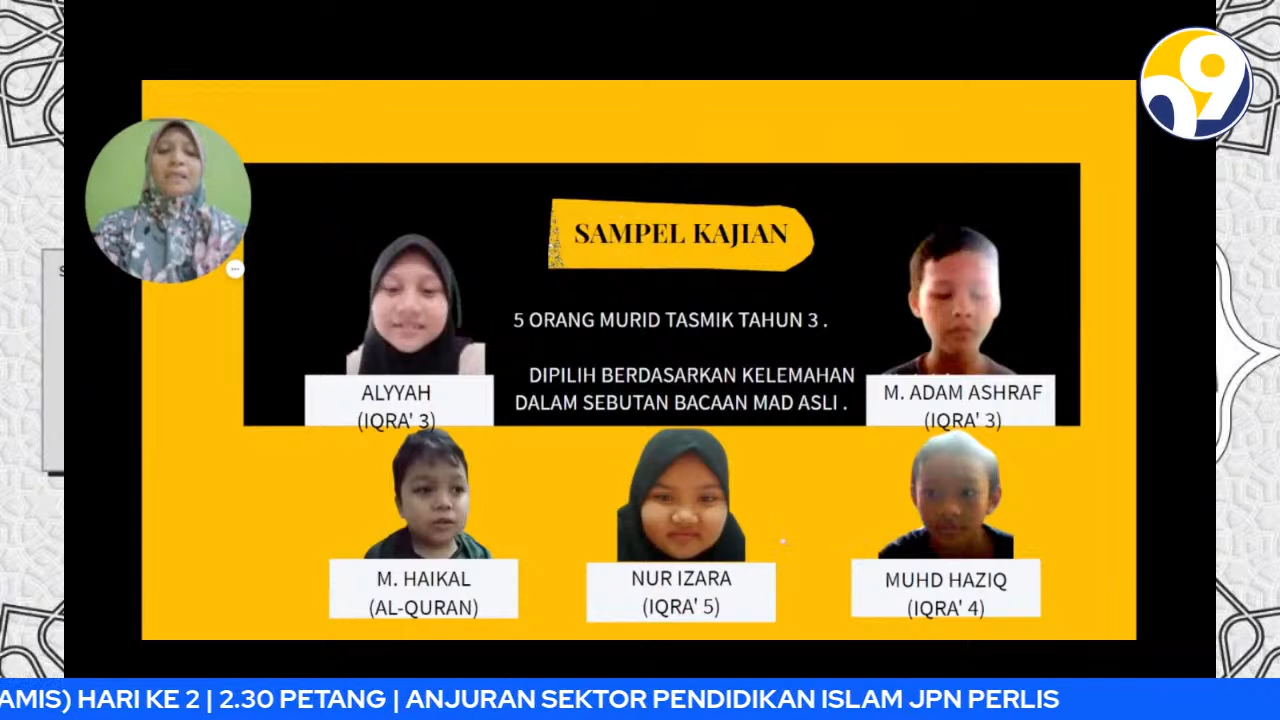 SAMPEL KAJIAN
5 ORANG MURID TASMIK TAHUN 3 .
DIPILIH BERDASARKAN KELEMAHAN
DALAM SEBUTAN BACAAN MAD ASLI .
ALYYAH
(IQRA' 3)
M. ADAM ASHRAF
(IQRA' 3)
M. HAIKAL
(AL-QURAN)
NUR IZARA
(IQRA' 5)
MUHD HAZIQ
(IQRA' 4)
AMIS) HARI KE 2 | 2.30 PETANG | ANJURAN SEKTOR PENDIDIKAN ISLAM JPN PERLIS